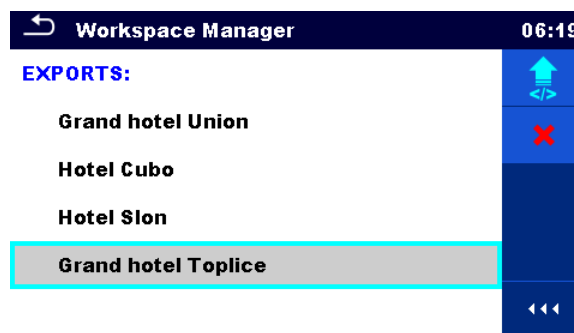 Workspace Manager 06:19
EXPORTS:
</>
Grand hotel Union
Hotel Cubo
Hotel Slon
Grand hotel Toplice